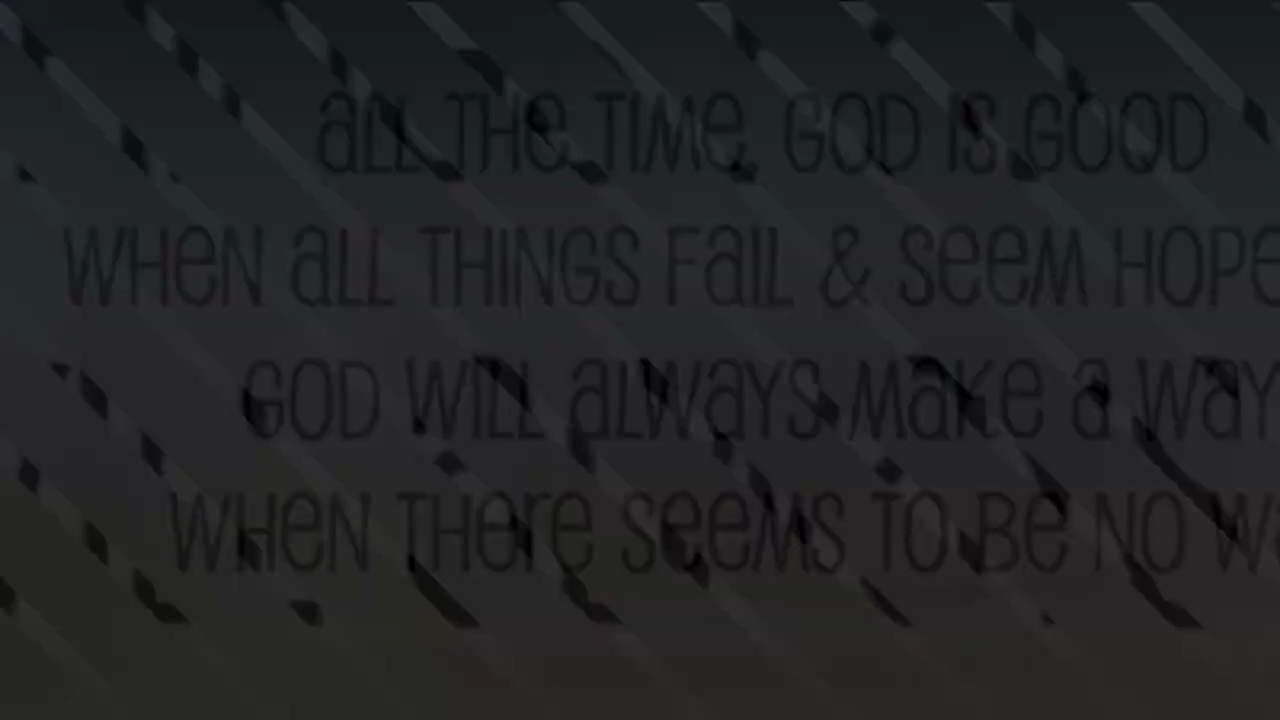 aLL THe TIMe, GOD IS GOOD
WHeN aLL THINGS FaIL & SeeM HOPE
GOD WILL aLWaYS MaKe a WaY
WHeN THere SeeMS TO Be NO W